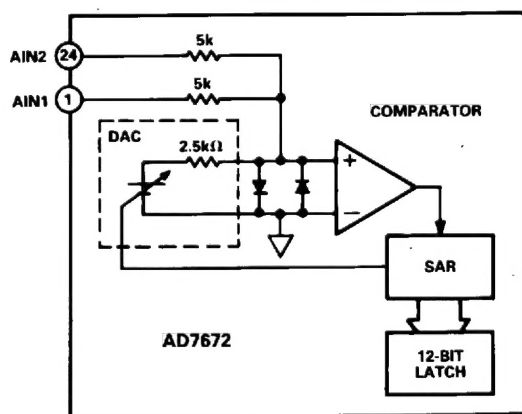 5k
AIN2 24
5k
AIN1 1
COMPARATOR
DAC
2.5kΩ
+
−
SAR
AD7672
12-BIT
LATCH